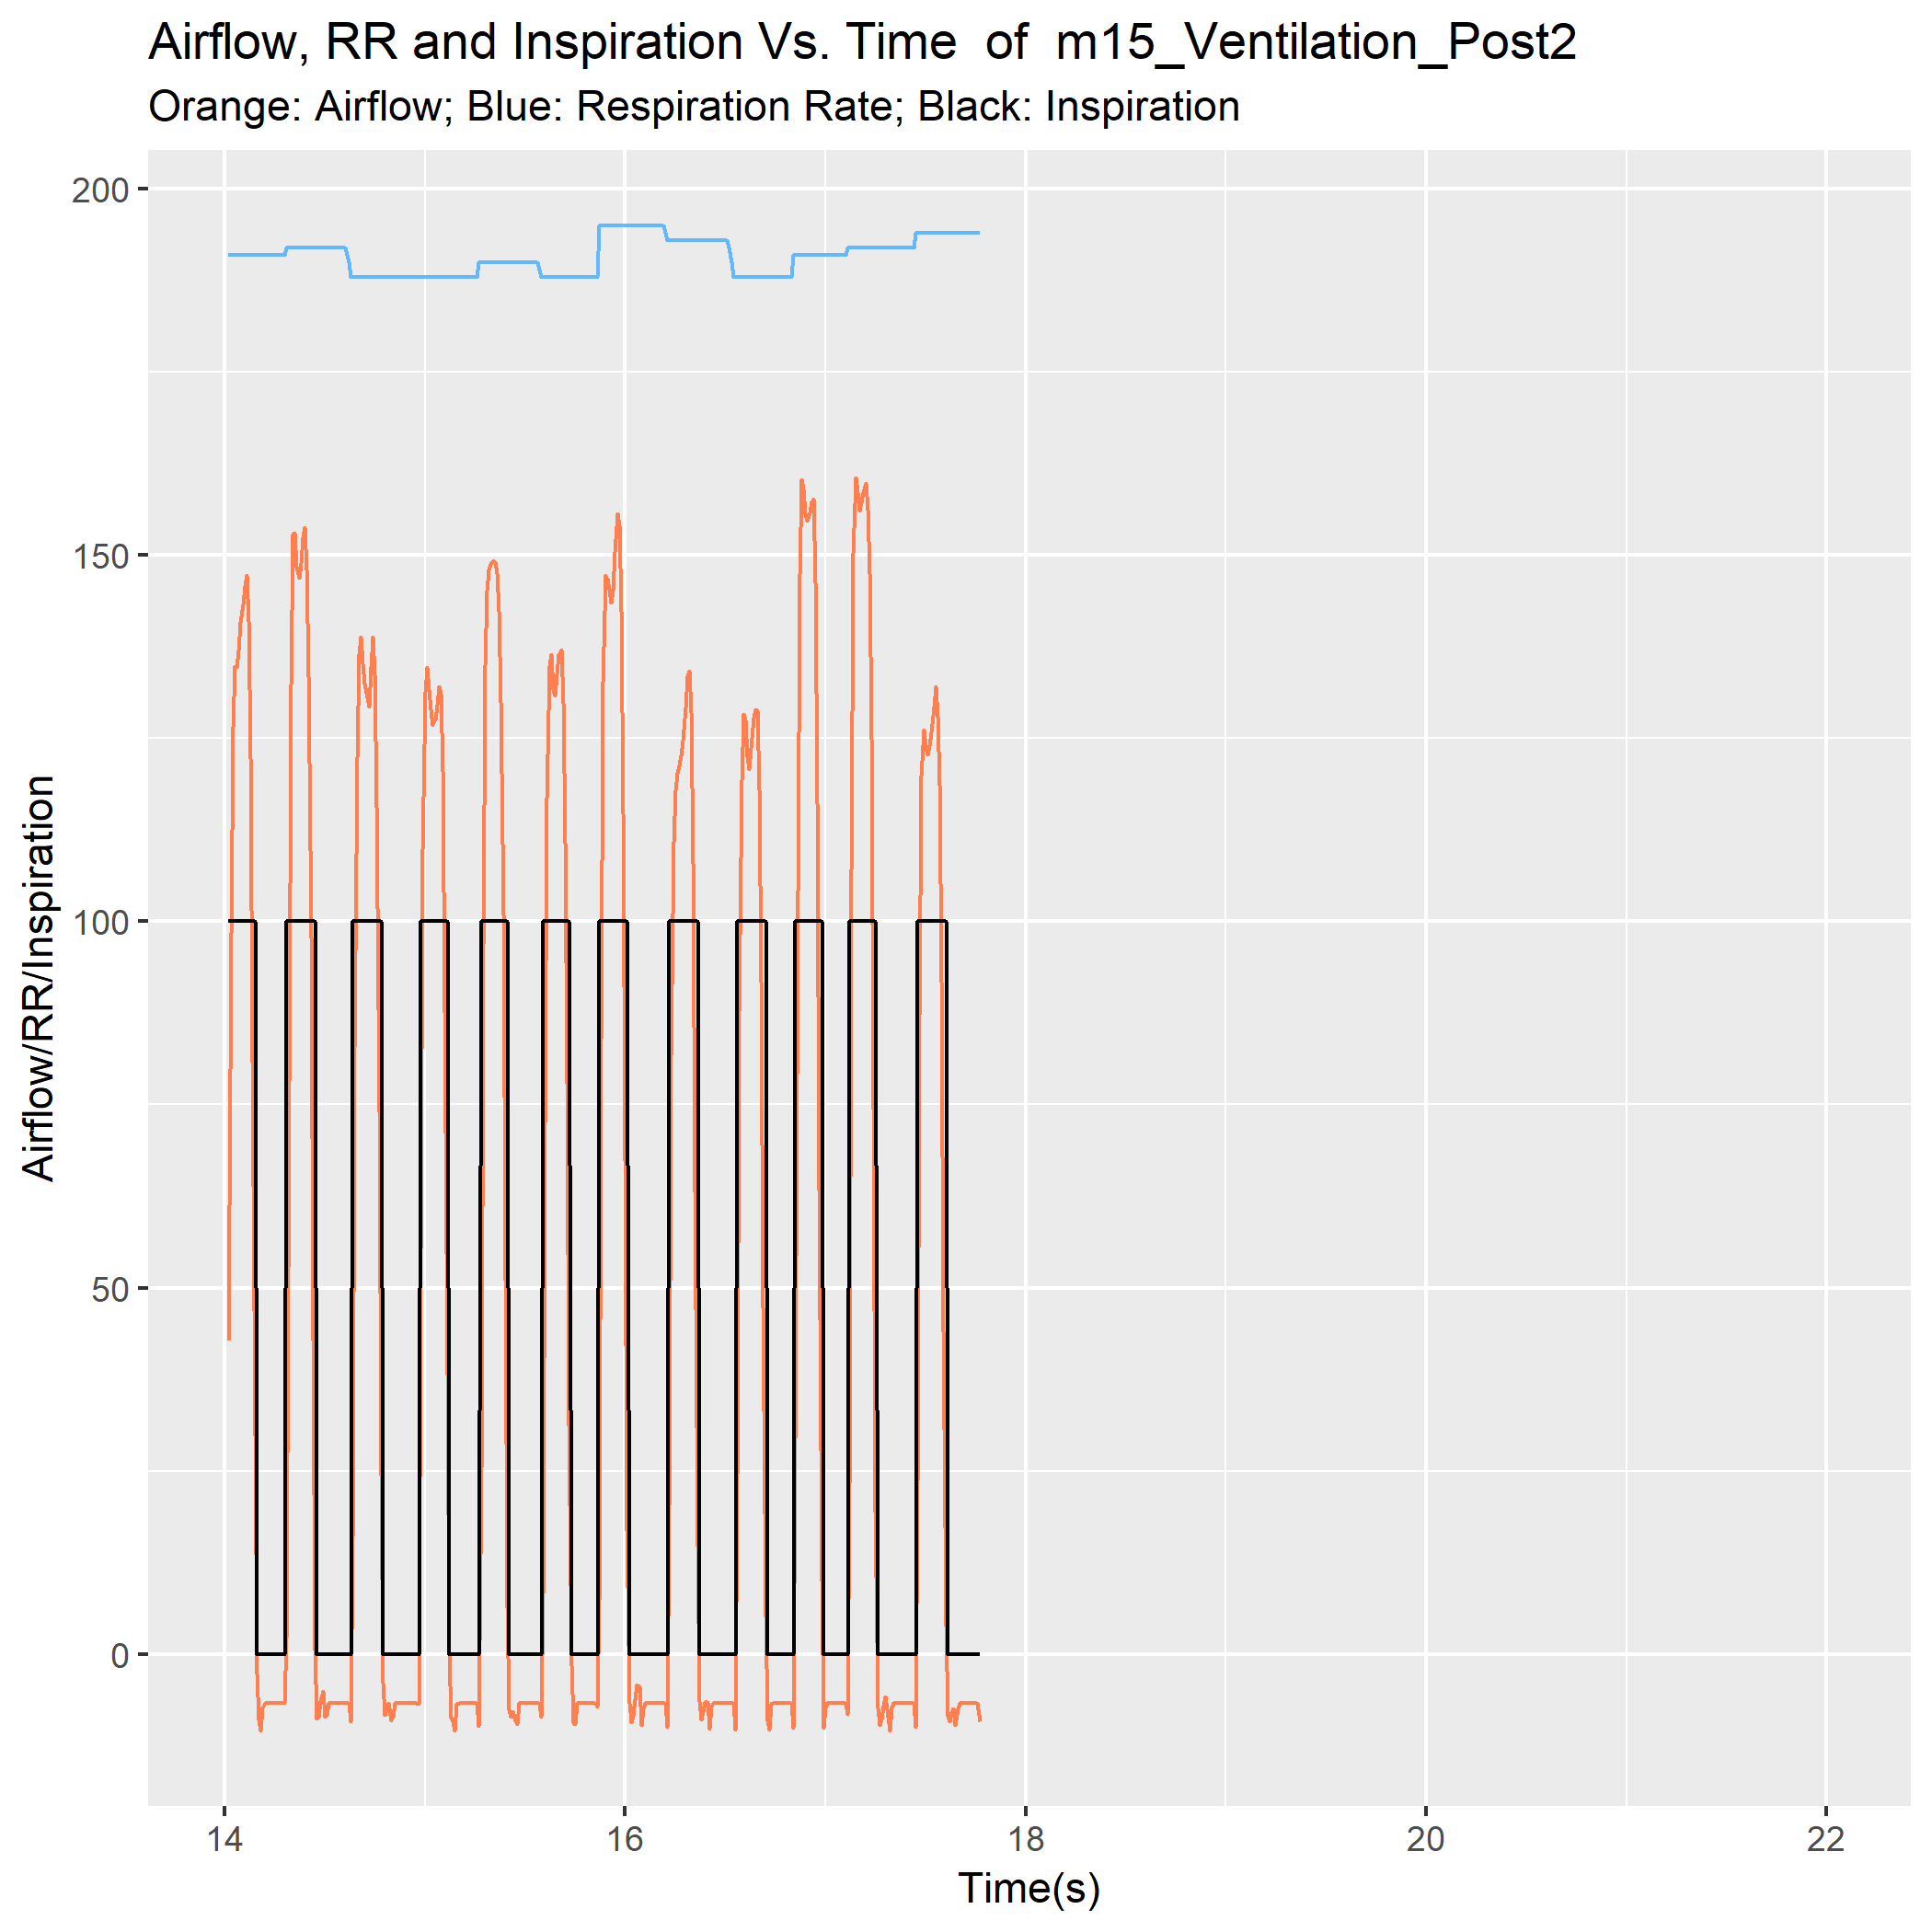 Airflow, RR and Inspiration Vs. Time  of  m15_Ventilation_Post2
Orange: Airflow; Blue: Respiration Rate; Black: Inspiration
Airflow/RR/Inspiration
200
150
100
50
0
14 16 18 20 22
Time(s)